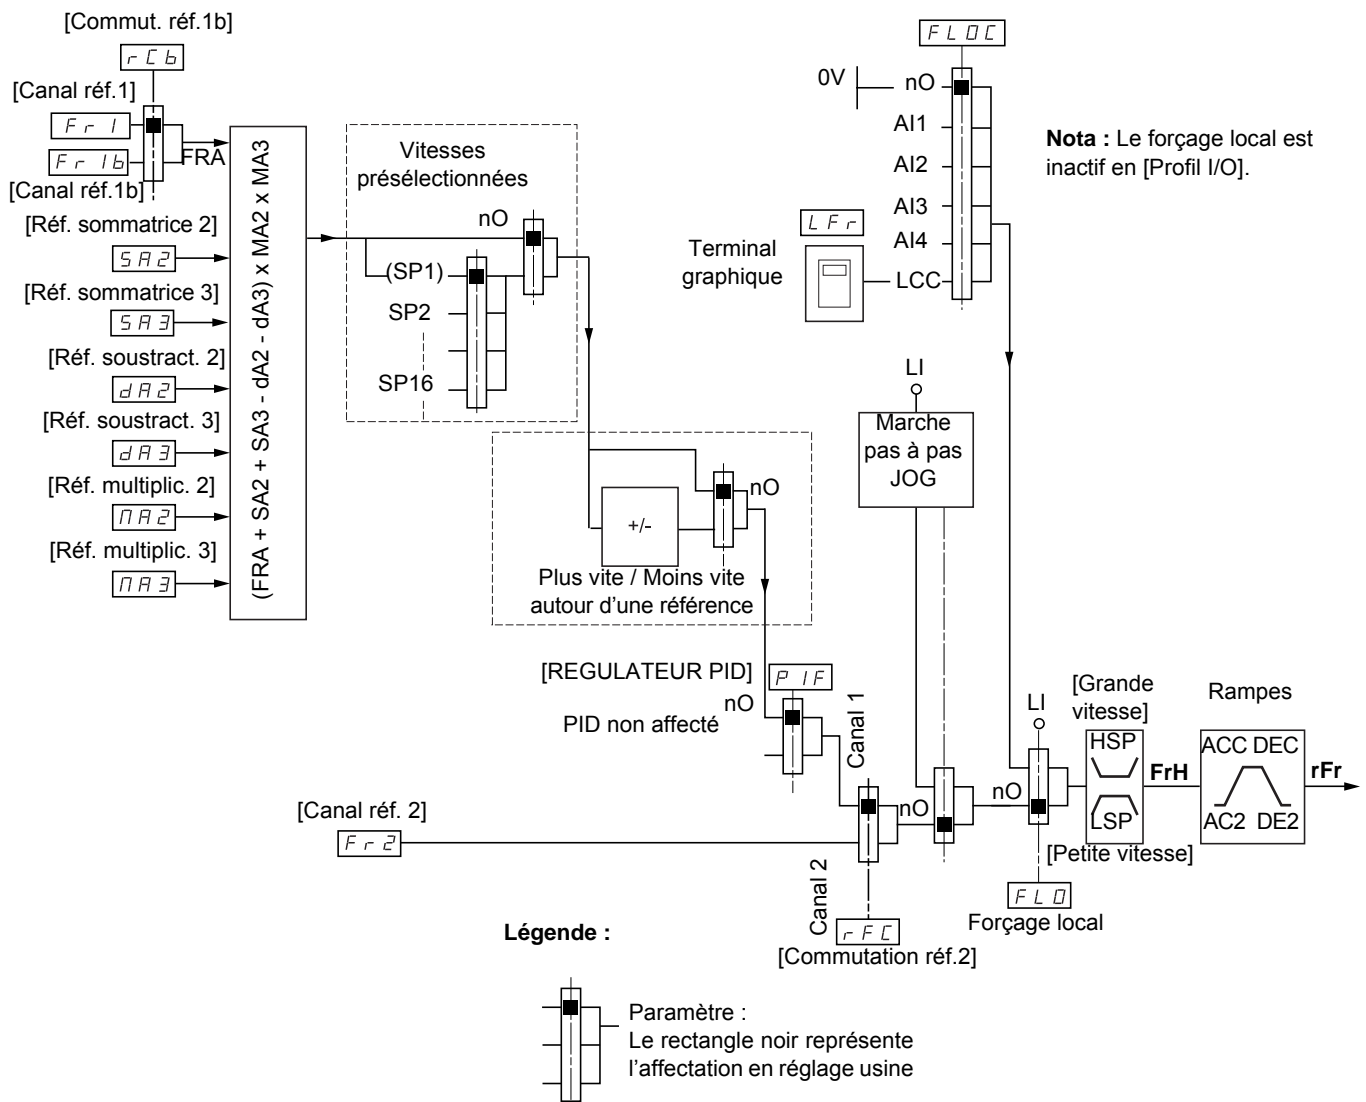 [Commut. réf.1b]
rCb
[Canal réf.1]
Fr1
Fr1b
FRA
[Canal réf.1b]
[Réf. sommatrice 2]
SA2
[Réf. sommatrice 3]
SA3
[Réf. soustract. 2]
dA2
[Réf. soustract. 3]
dA3
[Réf. multiplic. 2]
MA2
[Réf. multiplic. 3]
MA3
(FRA + SA2 + SA3 - dA2 - dA3) x MA2 x MA3
Vitesses
présélectionnées
nO
(SP1)
SP2
SP16
+/-
nO
Plus vite / Moins vite
autour d'une référence
FLOC
0V
nO
AI1
AI2
AI3
AI4
LCC
LFr
Terminal
graphique
Nota : Le forçage local est
inactif en [Profil I/O].
LI
Marche
pas à pas
JOG
[REGULATEUR PID]
PIF
nO
PID non affecté
Canal 1
[Canal réf. 2]
Fr2
Canal 2
nO
rFC
[Commutation réf.2]
nO
LI
FLO
Forçage local
[Grande
vitesse]
HSP
LSP
[Petite vitesse]
FrH
Rampes
ACC DEC
AC2 DE2
rFr
Légende :
Paramètre :
Le rectangle noir représente
l'affectation en réglage usine